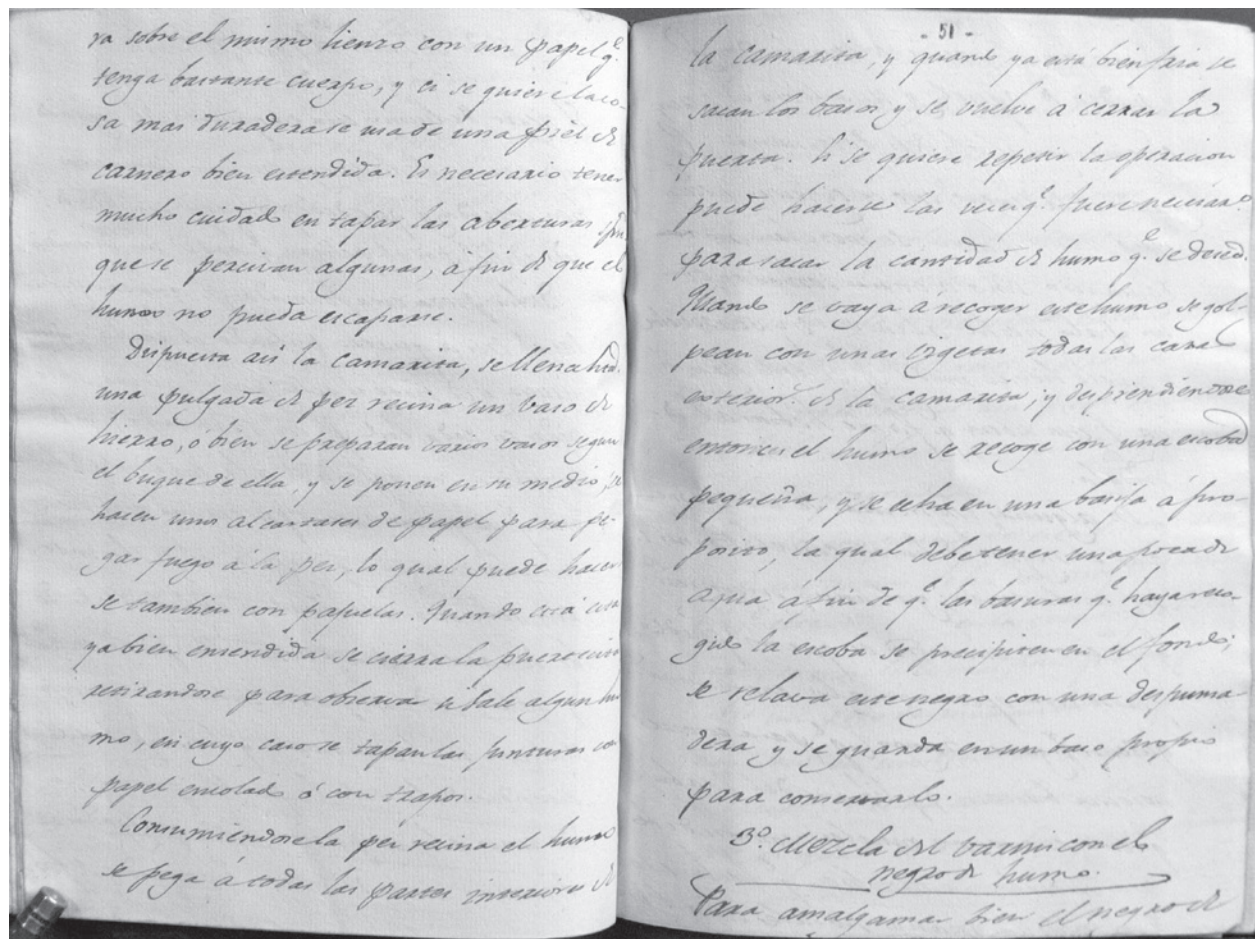 ra sobre el mismo lienzo con un papel q.e
tenga bastante cuerpo, y ci se quiere la co-
sa mas duradera se usa de una piel de
carnero bien estendida. Es necesario tener
mucho cuidado en tapar las aberturas
que se percivan algunas, á fin de que el
humo no pueda escaparse.
Dispuesta asi la camarita, se llena
una pulgada de pez recina un baso de
hierro, ó bien se preparan varios vasos segun
el buque de ella, y se ponen en su medio; se
hacen unos alcartases de papel para pe-
gar fuego á la pez, lo qual puede hacer
se tambien con pajuelas. Quando está esta
ya bien encendida se cierra la puerta
retirandose para observar si sale algun hu
mo, en cuyo caso se tapan las junturas con
papel encolado ó con trapos.
Consumiendose la pez recina el humo
se pega á todas las partes interiores de
- 51 -
la camarita, y quando ya está bien fria se
sacan los basos, y se vuelve á cerrar la
puerta. Si se quiere repetir la operacion
puede hacerse las veces q.e fuere necesar.o
para sacar la cantidad de humo q.e se desea.
Quando se vaya a recoger este humo se gol-
pean con unas vigetas todas las caras
exterior.s de la camarita; y desprendiendose
entonces el humo se recoge con una escoba
pequeña, y se echa en una basija á pro-
posito, la qual debe tener una poca de
agua á fin de q.e las basuras q.e haya reco-
gido la escoba se precipiten en el fondo;
se relava este negro con una despuma
dera y se guarda en un baso propio
para conservarlo.
3.o Mezcla del barniz con el
negro de humo.
Para amalgamar bien el negro de